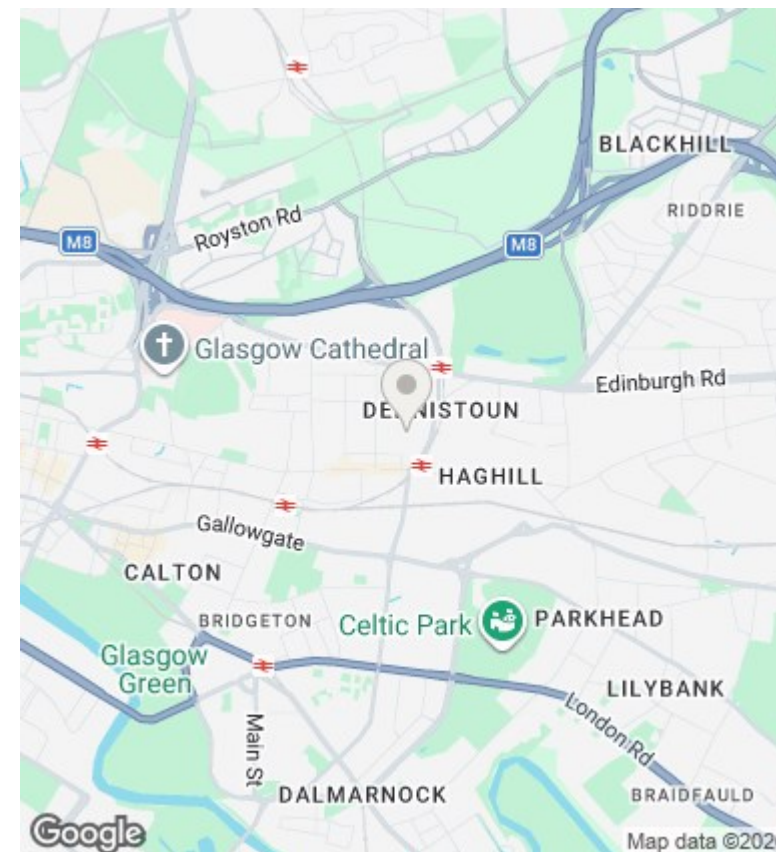 BLACKHILL
RIDDRIE
Royston Rd
M8
M8
Glasgow Cathedral
Edinburgh Rd
DENNISTOUN
HAGHILL
Gallowgate
CALTON
BRIDGETON
Celtic Park
PARKHEAD
Glasgow
Green
LILYBANK
London Rd
Main St
DALMARNOCK
BRAIDFAULD
Google
Map data ©202